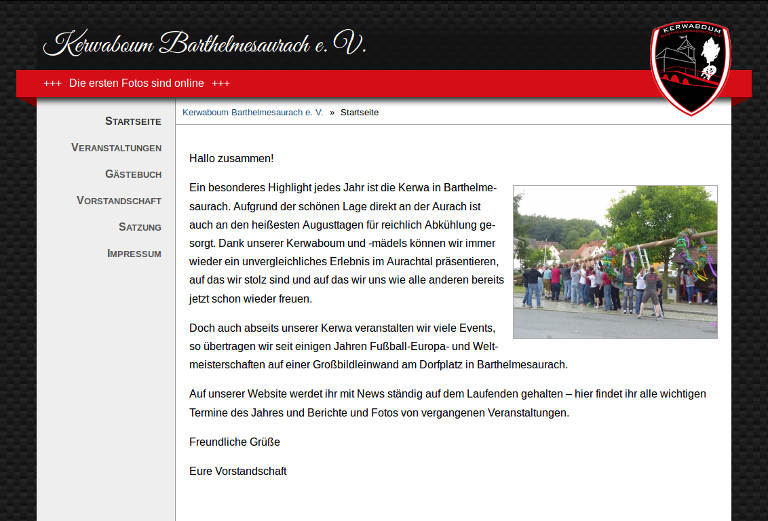 Kerwaboum Barthelmesaurach e. V.
KERWABOUM
+++ Die ersten Fotos sind online +++
Kerwaboum Barthelmesaurach e. V. » Startseite
STARTSEITE
VERANSTALTUNGEN
GÄSTEBUCH
VORSTANDSCHAFT
SATZUNG
IMPRESSUM
Hallo zusammen!
Ein besonderes Highlight jedes Jahr ist die Kerwa in Barthelme-
saurach. Aufgrund der schönen Lage direkt an der Aurach ist
auch an den heißesten Augusttagen für reichlich Abkühlung ge-
sorgt. Dank unserer Kerwaboum und -mädels können wir immer
wieder ein unvergleichliches Erlebnis im Aurachtal präsentieren,
auf das wir stolz sind und auf das wir uns wie alle anderen bereits
jetzt schon wieder freuen.
Doch auch abseits unserer Kerwa veranstalten wir viele Events,
so übertragen wir seit einigen Jahren Fußball-Europa- und Welt-
meisterschaften auf einer Großbildleinwand am Dorfplatz in Barthelmesaurach.
Auf unserer Website werdet ihr mit News ständig auf dem Laufenden gehalten – hier findet ihr alle wichtigen
Termine des Jahres und Berichte und Fotos von vergangenen Veranstaltungen.
Freundliche Grüße
Eure Vorstandschaft